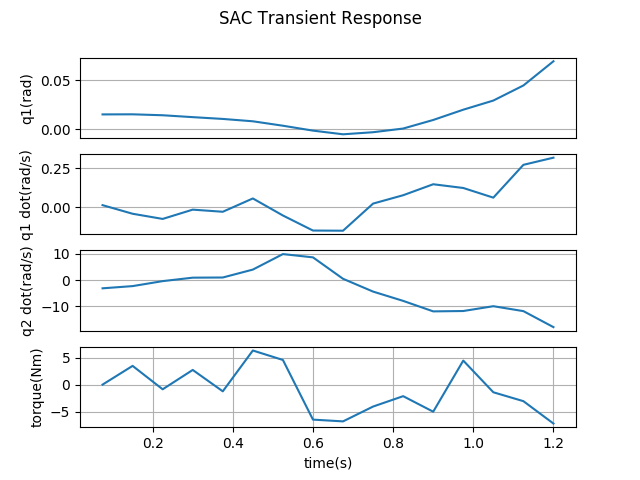 SAC Transient Response
q1(rad)
0.05
0.00
q1 dot(rad/s)
0.25
0.00
q2 dot(rad/s)
10
0
−10
torque(Nm)
5
0
−5
0.2 0.4 0.6 0.8 1.0 1.2
time(s)